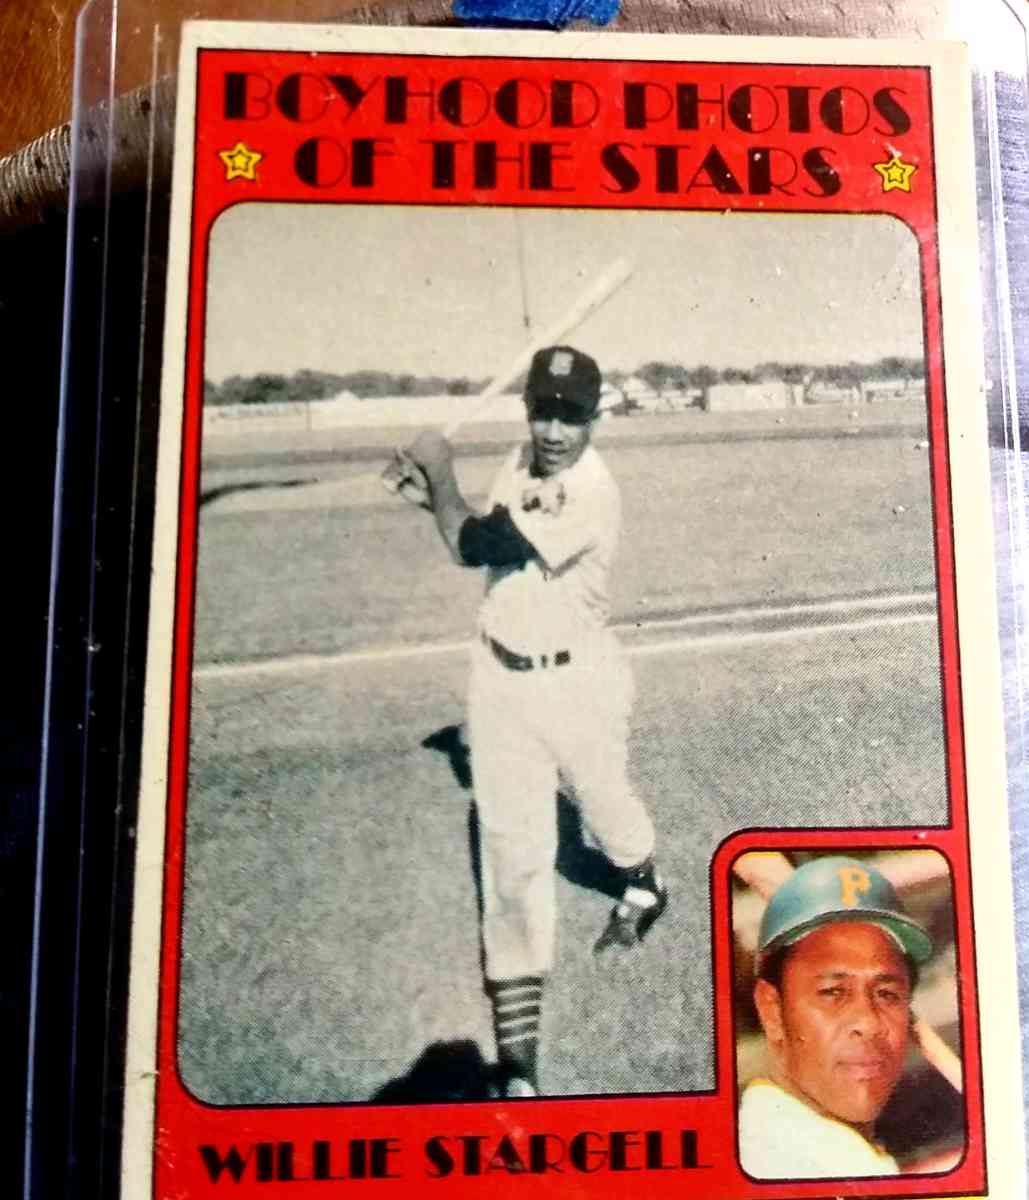 BOYHOOD PHOTOS
OF THE STARS
P
WILLIE STARGELL